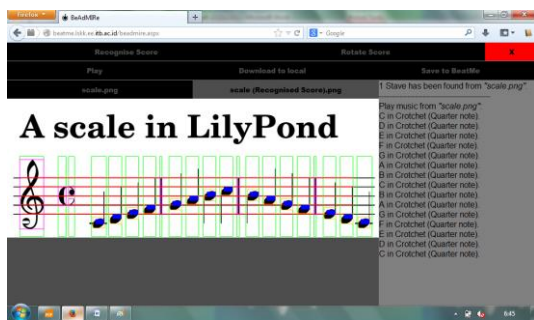 Firefox
BeAdMIRe
beatme.lskk.ee.itb.ac.id/beadmire.aspx
Google
Recognise Score
Rotate Score
X
Play
Download to local
Save to BeatMe
scale.png
scale (Recognised Score).png
A scale in LilyPond
1 Stave has been found from "scale.png".
Play music from "scale.png":
C in Crotchet (Quarter note).
D in Crotchet (Quarter note).
E in Crotchet (Quarter note).
F in Crotchet (Quarter note).
G in Crotchet (Quarter note).
A in Crotchet (Quarter note).
B in Crotchet (Quarter note).
C in Crotchet (Quarter note).
B in Crotchet (Quarter note).
A in Crotchet (Quarter note).
G in Crotchet (Quarter note).
F in Crotchet (Quarter note).
E in Crotchet (Quarter note).
D in Crotchet (Quarter note).
C in Crotchet (Quarter note).
6:45